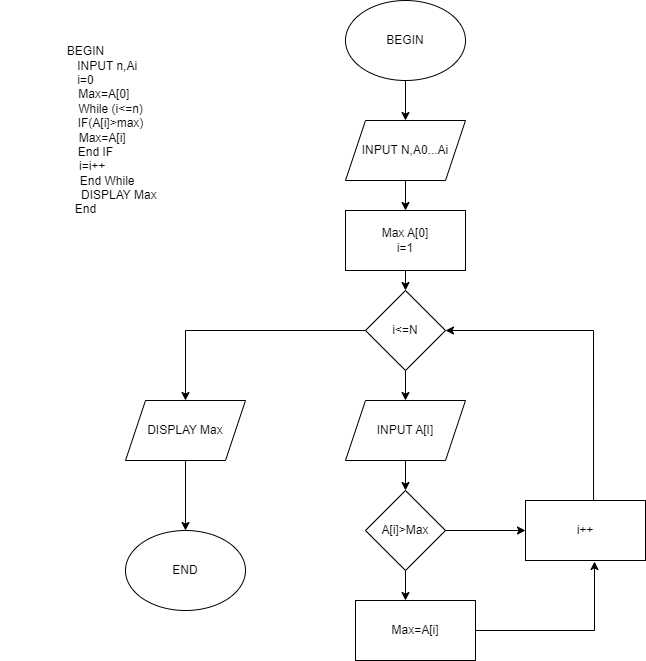 BEGIN
INPUT n,Ai
i=0
Max=A[0]
While (i<=n)
IF(A[i]>max)
Max=A[i]
End IF
i=i++
End While
DISPLAY Max
End
BEGIN
INPUT N,A0...Ai
Max A[0]
i=1
i<=N
DISPLAY Max
INPUT A[I]
A[i]>Max
i++
END
Max=A[i]